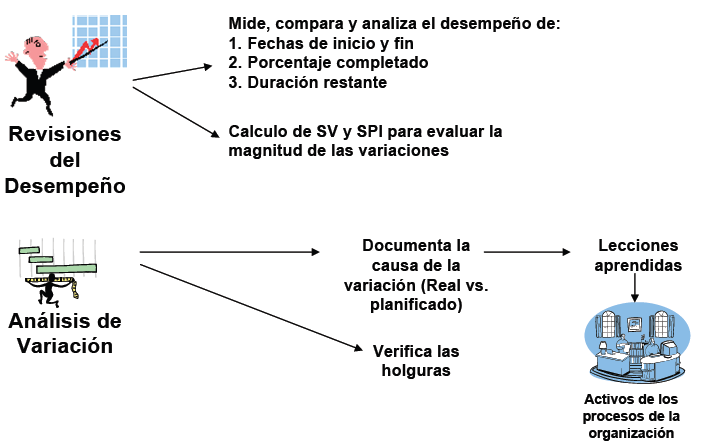 Mide, compara y analiza el desempeño de:
1. Fechas de inicio y fin
2. Porcentaje completado
3. Duración restante
Revisiones
del
Desempeño
Calculo de SV y SPI para evaluar la
magnitud de las variaciones
Análisis de
Variación
Documenta la
causa de la
variación (Real vs.
planificado)
Lecciones
aprendidas
Verifica las
holguras
Activos de los
procesos de la
organización